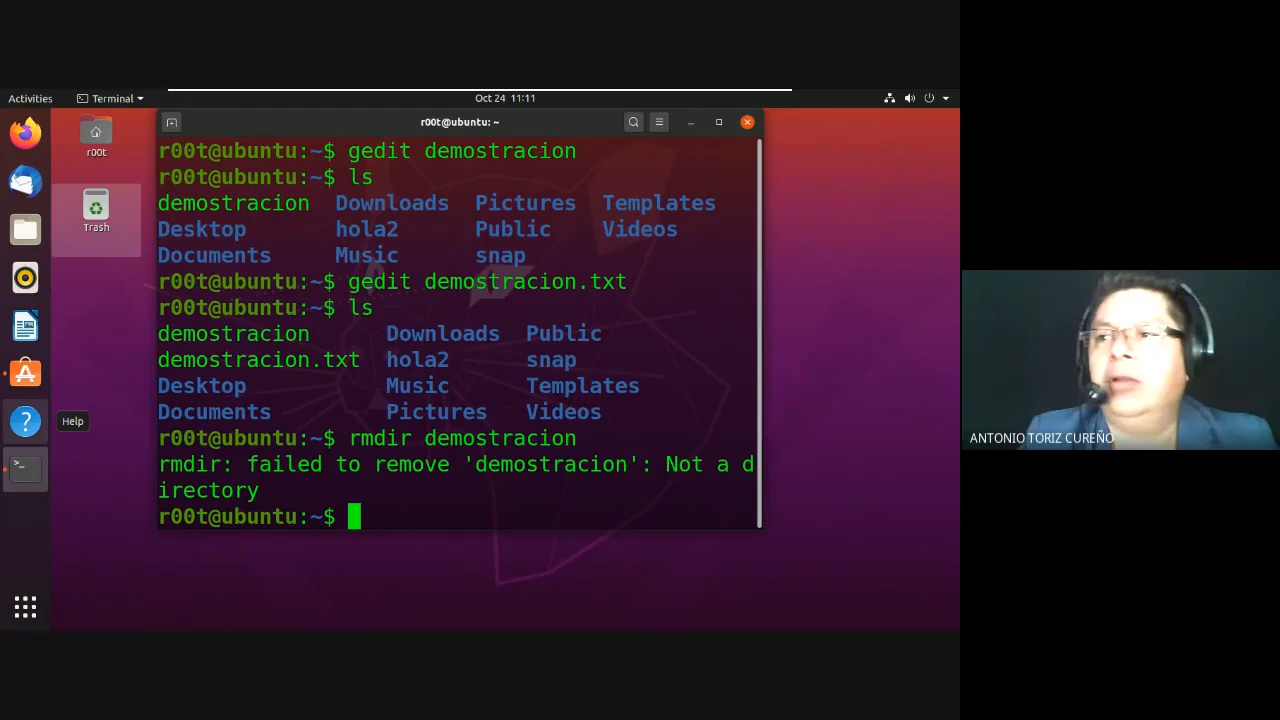 Activities
Terminal
Oct 24 11:11
r00t
Trash
Help
r00t@ubuntu: ~
r00t@ubuntu:~$ gedit demostracion
r00t@ubuntu:~$ ls
demostracion Downloads Pictures Templates
Desktop hola2 Public Videos
Documents Music snap
r00t@ubuntu:~$ gedit demostracion.txt
r00t@ubuntu:~$ ls
demostracion Downloads Public
demostracion.txt hola2 snap
Desktop Music Templates
Documents Pictures Videos
r00t@ubuntu:~$ rmdir demostracion
rmdir: failed to remove 'demostracion': Not a d
irectory
r00t@ubuntu:~$
ANTONIO TORIZ CUREÑO